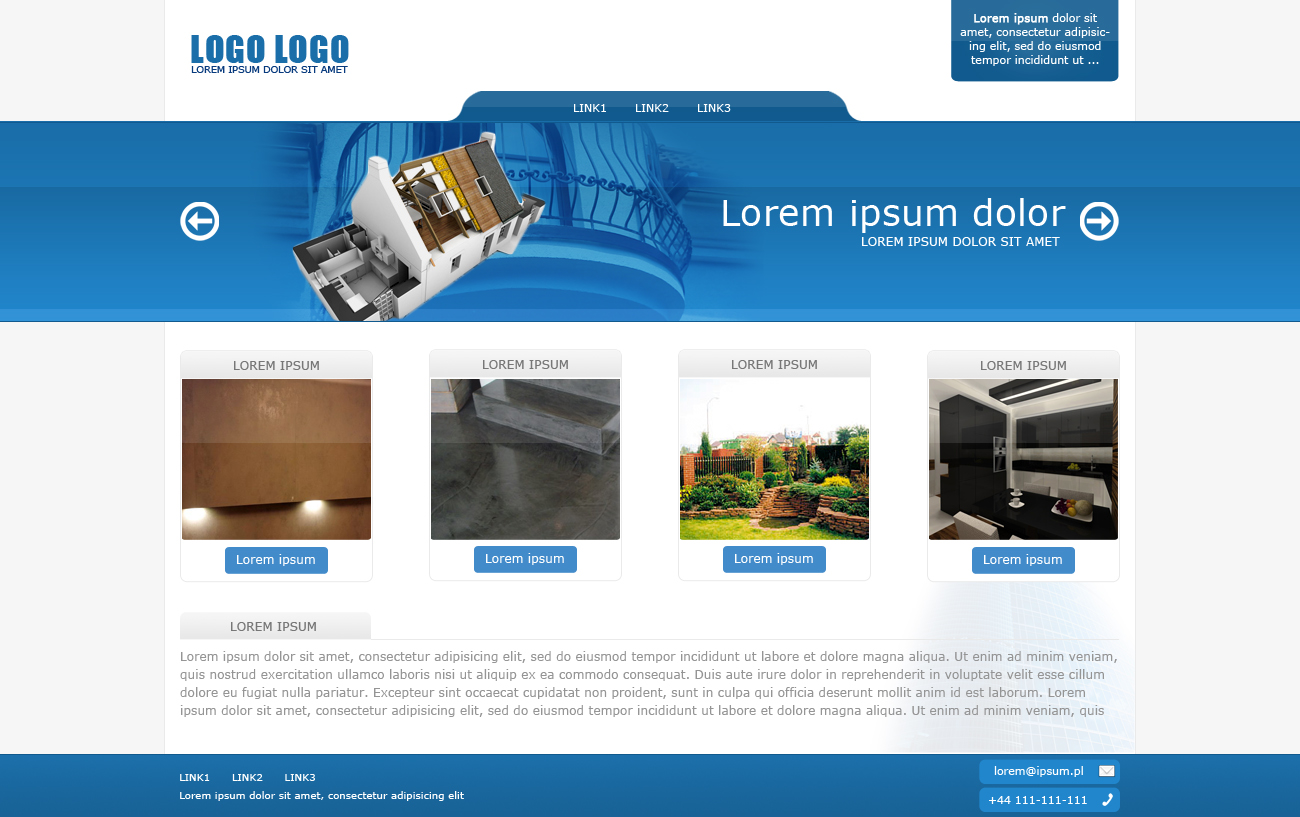 LOGO LOGO
LOREM IPSUM DOLOR SIT AMET
Lorem ipsum dolor sit
amet, consectetur adipisic-
ing elit, sed do eiusmod
tempor incididunt ut ...
LINK1 LINK2 LINK3
Lorem ipsum dolor
LOREM IPSUM DOLOR SIT AMET
LOREM IPSUM LOREM IPSUM LOREM IPSUM LOREM IPSUM
Lorem ipsum Lorem ipsum Lorem ipsum Lorem ipsum
LOREM IPSUM
Lorem ipsum dolor sit amet, consectetur adipisicing elit, sed do eiusmod tempor incididunt ut labore et dolore magna aliqua. Ut enim ad minim veniam,
quis nostrud exercitation ullamco laboris nisi ut aliquip ex ea commodo consequat. Duis aute irure dolor in reprehenderit in voluptate velit esse cillum
dolore eu fugiat nulla pariatur. Excepteur sint occaecat cupidatat non proident, sunt in culpa qui officia deserunt mollit anim id est laborum. Lorem
ipsum dolor sit amet, consectetur adipisicing elit, sed do eiusmod tempor incididunt ut labore et dolore magna aliqua. Ut enim ad minim veniam, quis
LINK1 LINK2 LINK3
Lorem ipsum dolor sit amet, consectetur adipisicing elit
lorem@ipsum.pl
+44 111-111-111